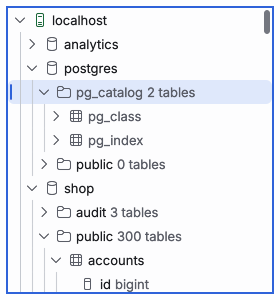 localhost
analytics
postgres
pg_catalog 2 tables
pg_class
pg_index
public 0 tables
shop
audit 3 tables
public 300 tables
accounts
id bigint